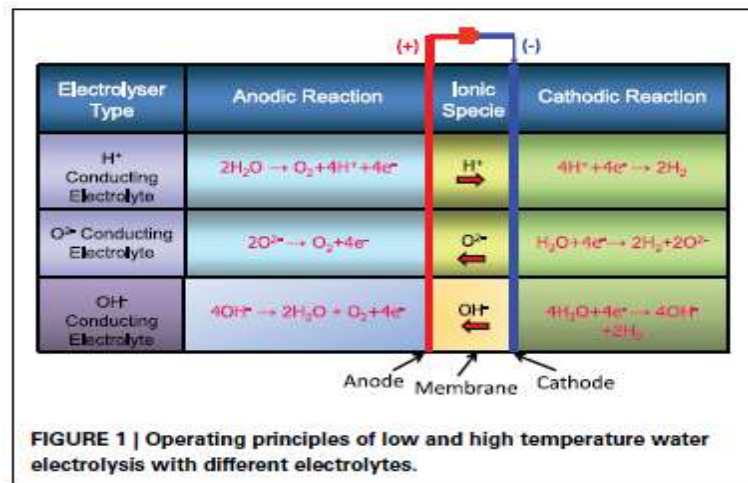 (+) (-)
Electrolyser Type
Anodic Reaction
Ionic Specie
Cathodic Reaction
H⁺ Conducting Electrolyte
2H₂O → O₂+4H⁺+4e⁻
H⁺
4H⁺+4e⁻ → 2H₂
O²⁻ Conducting Electrolyte
2O²⁻ → O₂+4e⁻
O²⁻
H₂O+4e⁻→ 2H₂+2O²⁻
OH⁻ Conducting Electrolyte
4OH⁻ → 2H₂O + O₂+4e⁻
OH⁻
4H₂O+4e⁻→ 4OH⁻ +2H₂
Anode Membrane Cathode
FIGURE 1 | Operating principles of low and high temperature water
electrolysis with different electrolytes.